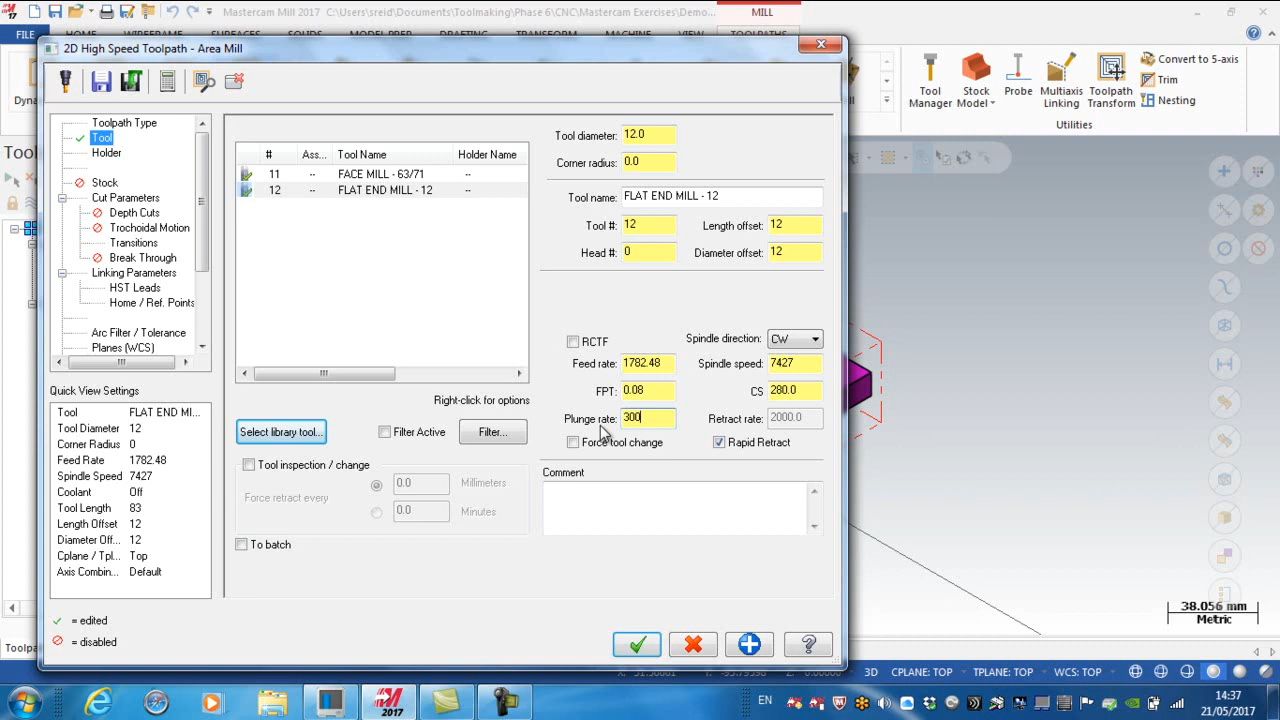 Mastercam Mill 2017 C:\Users\sreid\Documents\Toolmaking\Phase 6\CNC\Mastercam Exercises\Demo...
MILL
FILE
HOME WIREFRAME SURFACES SOLIDS MODEL PREP DRAFTING TRANSFORM MACHINE VIEW TOOLPATHS
2D High Speed Toolpath - Area Mill
Tool Manager
Stock Model
Probe
Multiaxis Linking
Toolpath Transform
Convert to 5-axis
Trim
Nesting
Utilities
Toolpath Type
Tool
Holder
Stock
Cut Parameters
Depth Cuts
Trochoidal Motion
Transitions
Break Through
Linking Parameters
HST Leads
Home / Ref. Points
Arc Filter / Tolerance
Planes (WCS)
Quick View Settings
Tool FLAT END MI...
Tool Diameter 12
Corner Radius 0
Feed Rate 1782.48
Spindle Speed 7427
Coolant Off
Tool Length 83
Length Offset 12
Diameter Of... 12
Cplane / Tpl... Top
Axis Combin... Default
= edited
= disabled
# Ass... Tool Name Holder Name
11 -- FACE MILL - 63/71 --
12 -- FLAT END MILL - 12 --
Right-click for options
Select library tool...
Filter Active
Filter...
Tool inspection / change
Force retract every
0.0 Millimeters
0.0 Minutes
To batch
Tool diameter: 12.0
Corner radius: 0.0
Tool name: FLAT END MILL - 12
Tool #: 12 Length offset: 12
Head #: 0 Diameter offset: 12
RCTF Spindle direction: CW
Feed rate: 1782.48 Spindle speed: 7427
FPT: 0.08 CS 280.0
Plunge rate: 300 Retract rate: 2000.0
Force tool change Rapid Retract
Comment
38.056 mm
Metric
3D CPLANE: TOP TPLANE: TOP WCS: TOP
EN
2017
14:37
21/05/2017